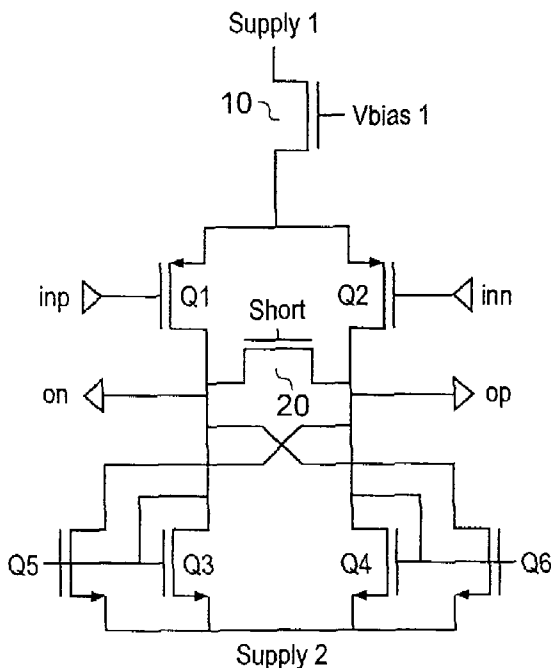 Supply 1
10
Vbias 1
inp
Q1
Q2
inn
Short
on
20
op
Q5
Q3
Q4
Q6
Supply 2